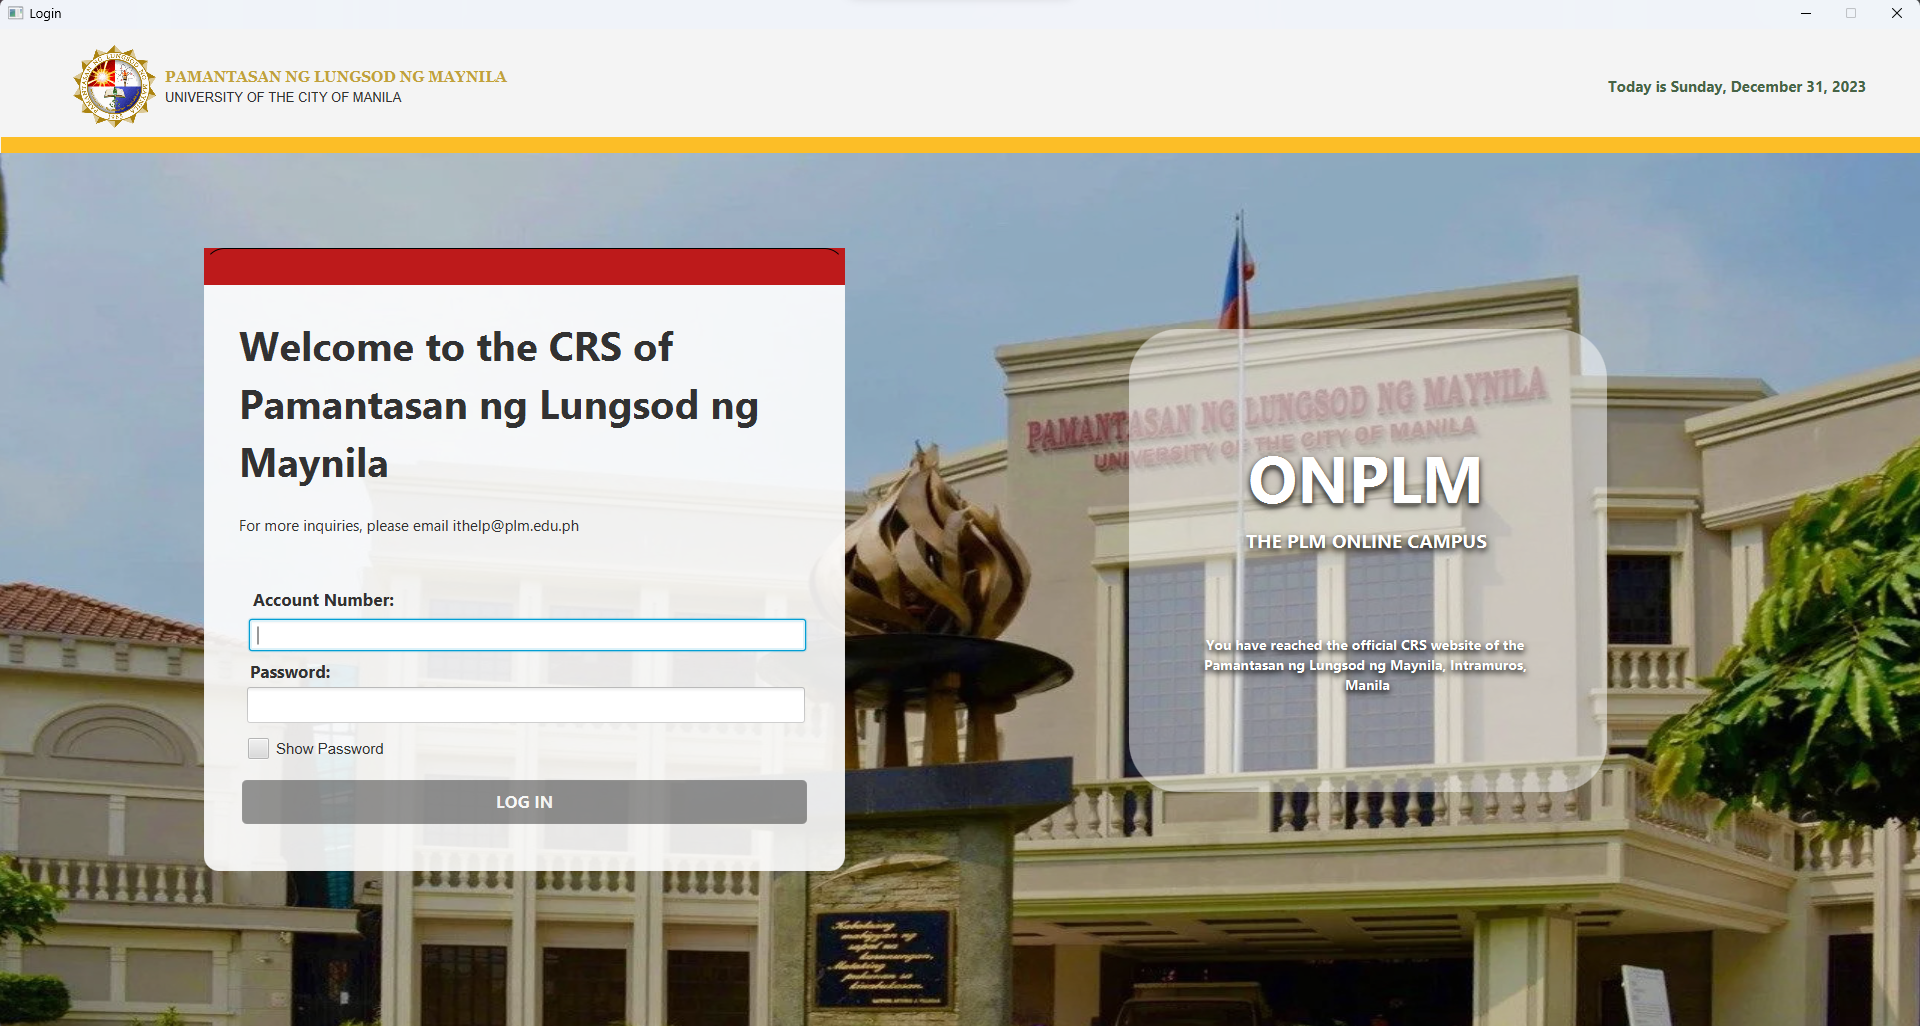 Login
PAMANTASAN NG LUNGSOD NG MAYNILA
UNIVERSITY OF THE CITY OF MANILA
Today is Sunday, December 31, 2023
Welcome to the CRS of
Pamantasan ng Lungsod ng
Maynila
For more inquiries, please email ithelp@plm.edu.ph
Account Number:
Password:
Show Password
LOG IN
PAMANTASAN NG LUNGSOD NG MAYNILA
UNIVERSITY OF THE CITY OF MANILA
ONPLM
THE PLM ONLINE CAMPUS
You have reached the official CRS website of the
Pamantasan ng Lungsod ng Maynila, Intramuros,
Manila